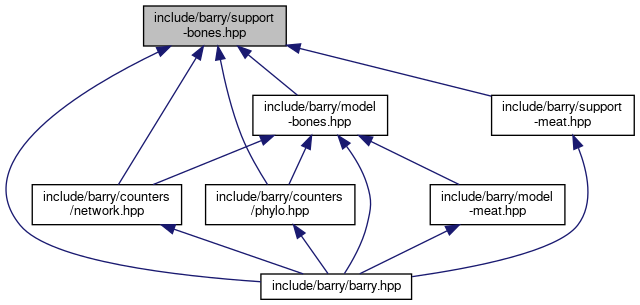 include/barry/support
-bones.hpp
include/barry/model
-bones.hpp
include/barry/support
-meat.hpp
include/barry/counters
/network.hpp
include/barry/counters
/phylo.hpp
include/barry/model
-meat.hpp
include/barry/barry.hpp